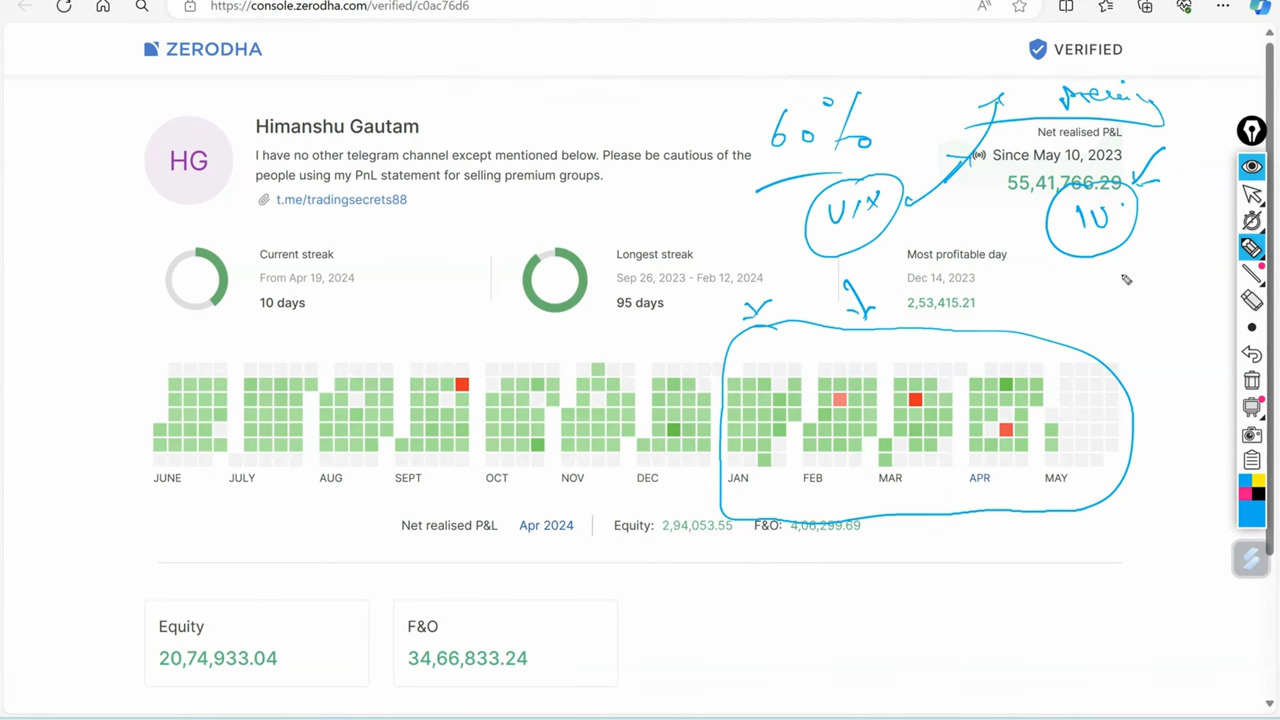 https://console.zerodha.com/verified/c0ac76d6
ZERODHA
VERIFIED
60%
Himanshu Gautam
I have no other telegram channel except mentioned below. Please be cautious of the
people using my PnL statement for selling premium groups.
t.me/tradingsecrets88
Net realised P&L
Since May 10, 2023
55,41,766.29
VIX
Current streak
From Apr 19, 2024
10 days
Longest streak
Sep 26, 2023 - Feb 12, 2024
95 days
Most profitable day
Dec 14, 2023
2,53,415.21
JUNE JULY AUG SEPT OCT NOV DEC JAN FEB MAR APR MAY
Net realised P&L Apr 2024 Equity: 2,94,053.55 F&O: 4,06,299.69
Equity
20,74,933.04
F&O
34,66,833.24